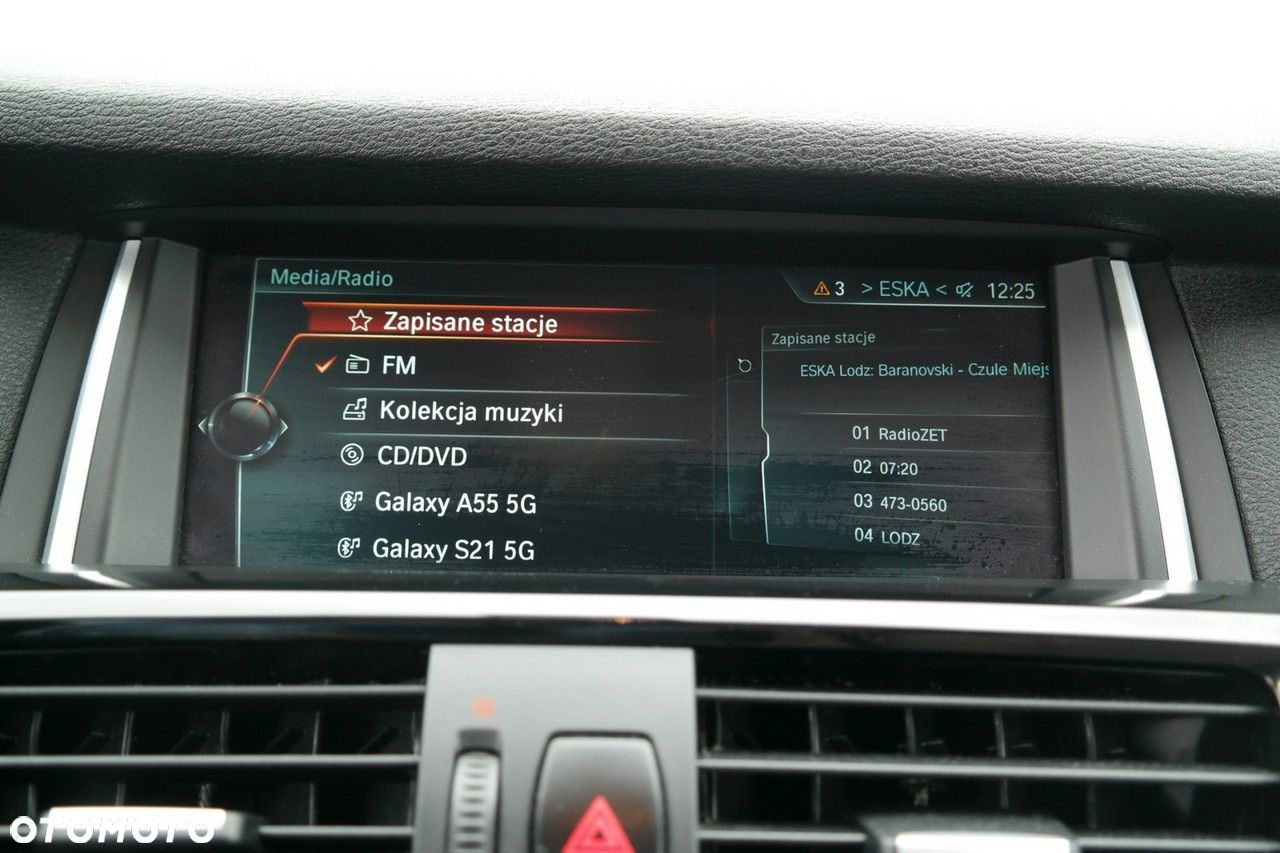 Media/Radio
3 > ESKA < 12:25
Zapisane stacje
FM
Kolekcja muzyki
CD/DVD
Galaxy A55 5G
Galaxy S21 5G
Zapisane stacje
ESKA Lodz: Baranovski - Czule Miejs
01 RadioZET
02 07:20
03 473-0560
04 LODZ
OTOMOTO